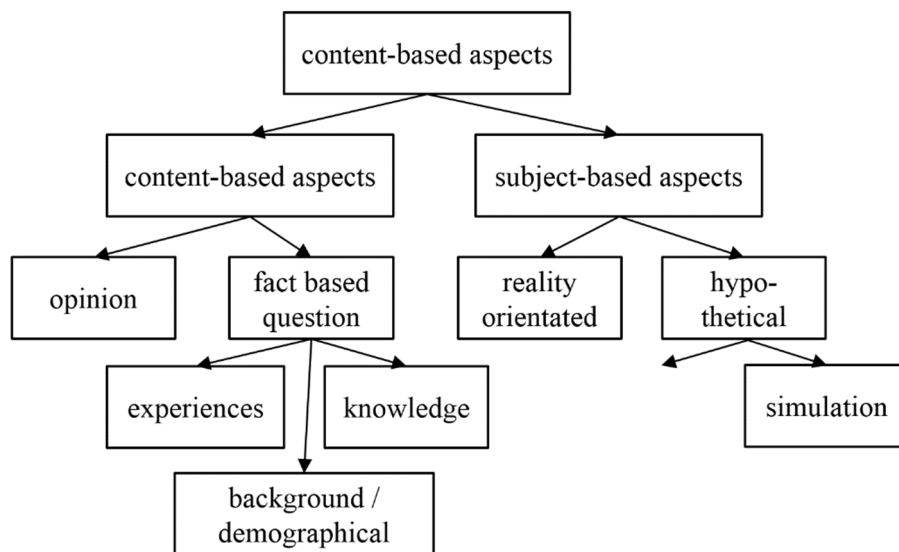 content-based aspects
content-based aspects
subject-based aspects
opinion
fact based
question
reality
orientated
hypo-
thetical
experiences
knowledge
simulation
background /
demographical